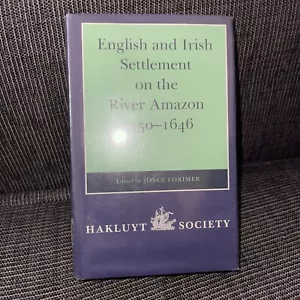 English and Irish
Settlement
on the
River Amazon
1550–1646
Edited by JOYCE LORIMER
HAKLUYT SOCIETY